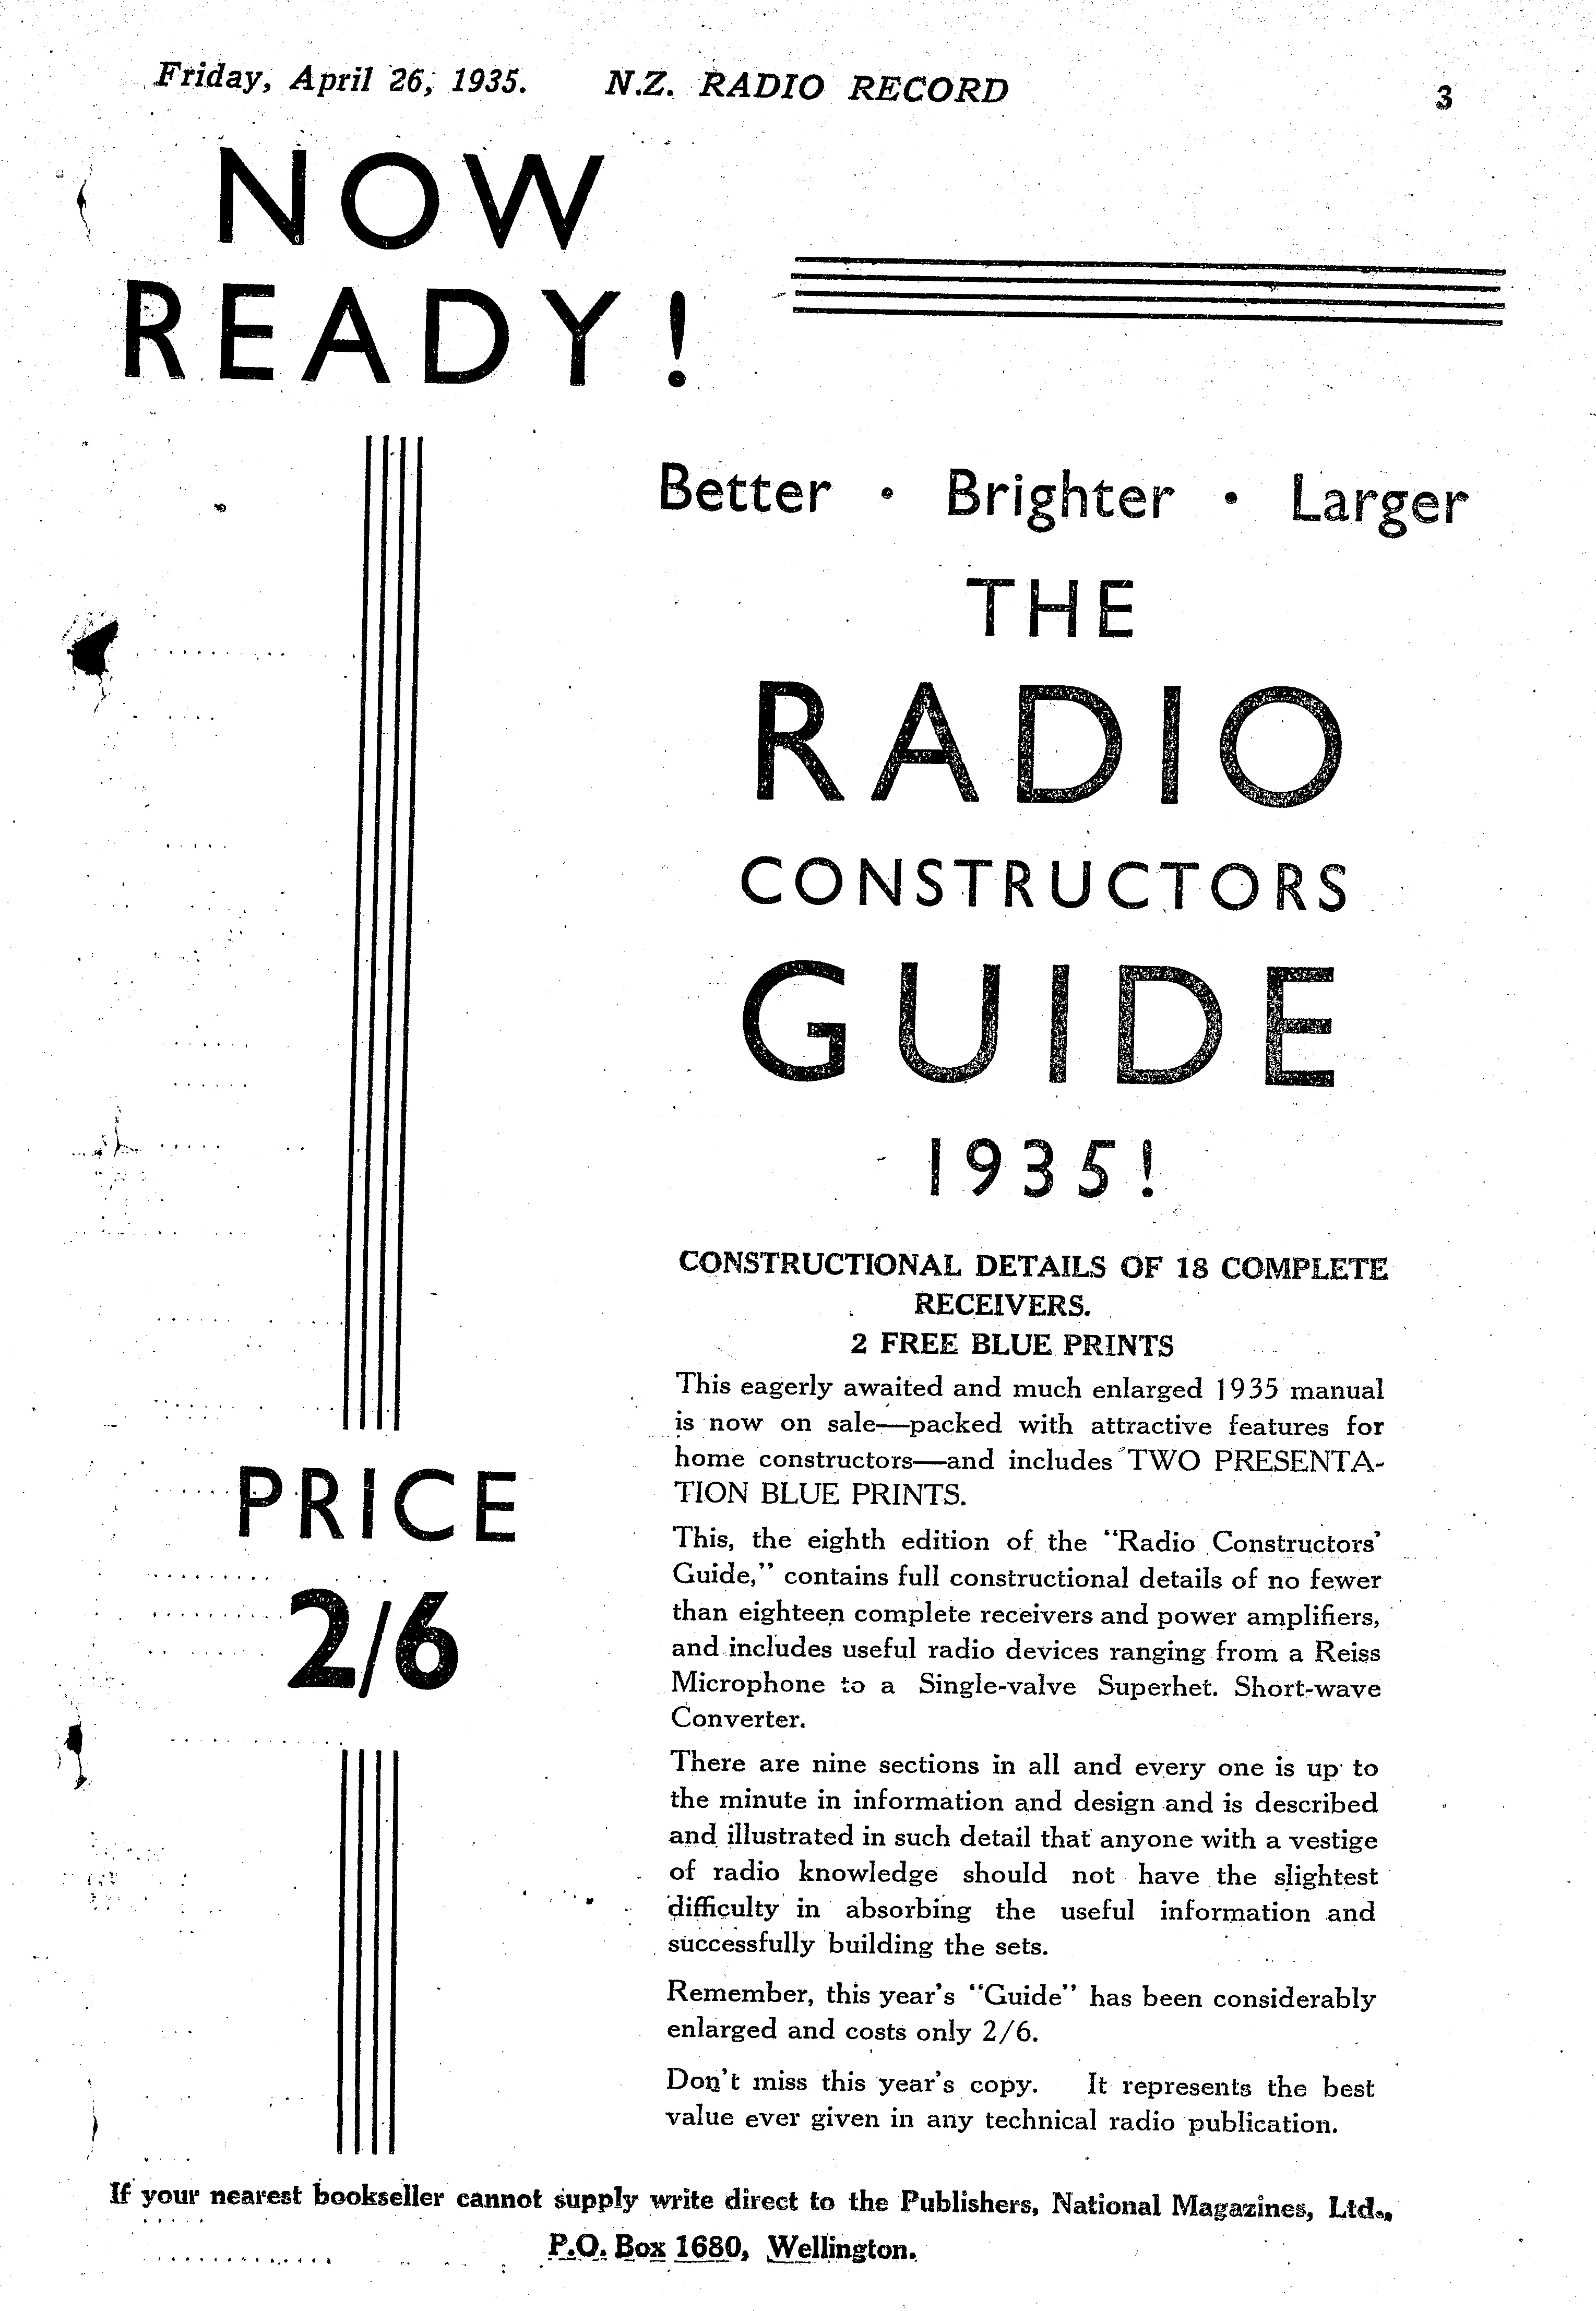 Friday, April 26, 1935. N.Z. RADIO RECORD 3
NOW
READY!
Better · Brighter · Larger
THE
RADIO
CONSTRUCTORS
GUIDE
1935!
CONSTRUCTIONAL DETAILS OF 18 COMPLETE
RECEIVERS.
2 FREE BLUE PRINTS
This eagerly awaited and much enlarged 1935 manual
is now on sale—packed with attractive features for
home constructors—and includes TWO PRESENTA-
TION BLUE PRINTS.
This, the eighth edition of the "Radio Constructors'
Guide," contains full constructional details of no fewer
than eighteen complete receivers and power amplifiers,
and includes useful radio devices ranging from a Reiss
Microphone to a Single-valve Superhet. Short-wave
Converter.
There are nine sections in all and every one is up to
the minute in information and design and is described
and illustrated in such detail that anyone with a vestige
of radio knowledge should not have the slightest
difficulty in absorbing the useful information and
successfully building the sets.
Remember, this year's "Guide" has been considerably
enlarged and costs only 2/6.
Don't miss this year's copy. It represents the best
value ever given in any technical radio publication.
PRICE
2/6
If your nearest bookseller cannot supply write direct to the Publishers, National Magazines, Ltd.,
P.O. Box 1680, Wellington.